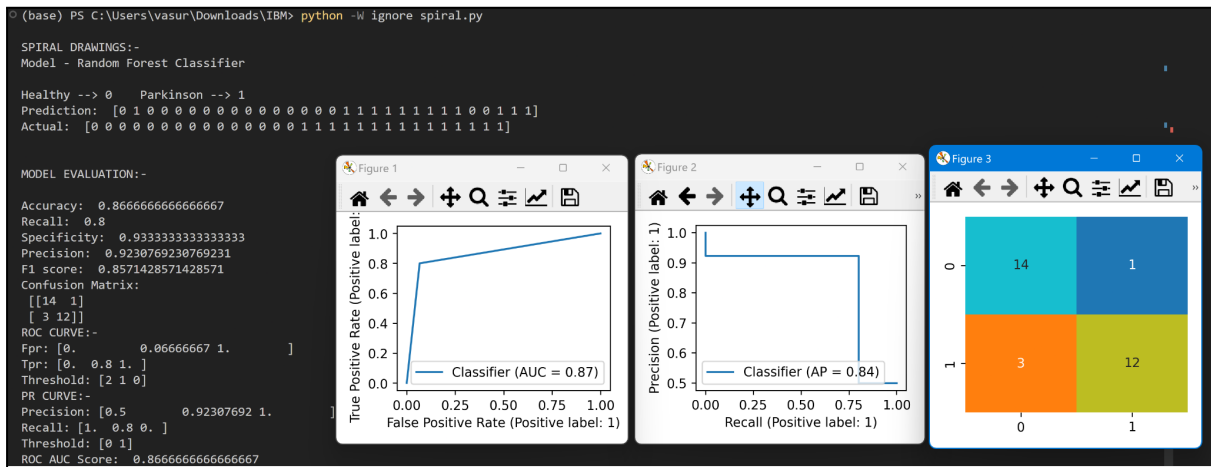 (base) PS C:\Users\vasur\Downloads\IBM> python -W ignore spiral.py
SPIRAL DRAWINGS:-
Model - Random Forest Classifier
Healthy --> 0    Parkinson --> 1
Prediction:  [0 1 0 0 0 0 0 0 0 0 0 0 0 0 0 0 1 1 1 1 1 1 1 1 1 0 0 1 1 1]
Actual:  [0 0 0 0 0 0 0 0 0 0 0 0 0 0 0 1 1 1 1 1 1 1 1 1 1 1 1 1 1 1]
MODEL EVALUATION:-
Accuracy:  0.8666666666666667
Recall:  0.8
Specificity:  0.9333333333333333
Precision:  0.9230769230769231
F1 score:  0.8571428571428571
Confusion Matrix:
[[14  1]
[ 3 12]]
ROC CURVE:-
Fpr: [0.         0.06666667 1.        ]
Tpr: [0.  0.8 1. ]
Threshold: [2 1 0]
PR CURVE:-
Precision: [0.5        0.92307692 1.        ]
Recall: [1.  0.8 0. ]
Threshold: [0 1]
ROC AUC Score:  0.8666666666666667
Figure 1
True Positive Rate (Positive label:
1.0
0.8
0.6
0.4
0.2
0.0
Classifier (AUC = 0.87)
0.00 0.25 0.50 0.75 1.00
False Positive Rate (Positive label: 1)
Figure 2
Precision (Positive label: 1)
1.0
0.9
0.8
0.7
0.6
0.5
Classifier (AP = 0.84)
0.00 0.25 0.50 0.75 1.00
Recall (Positive label: 1)
Figure 3
0
14 1
1
3 12
0 1